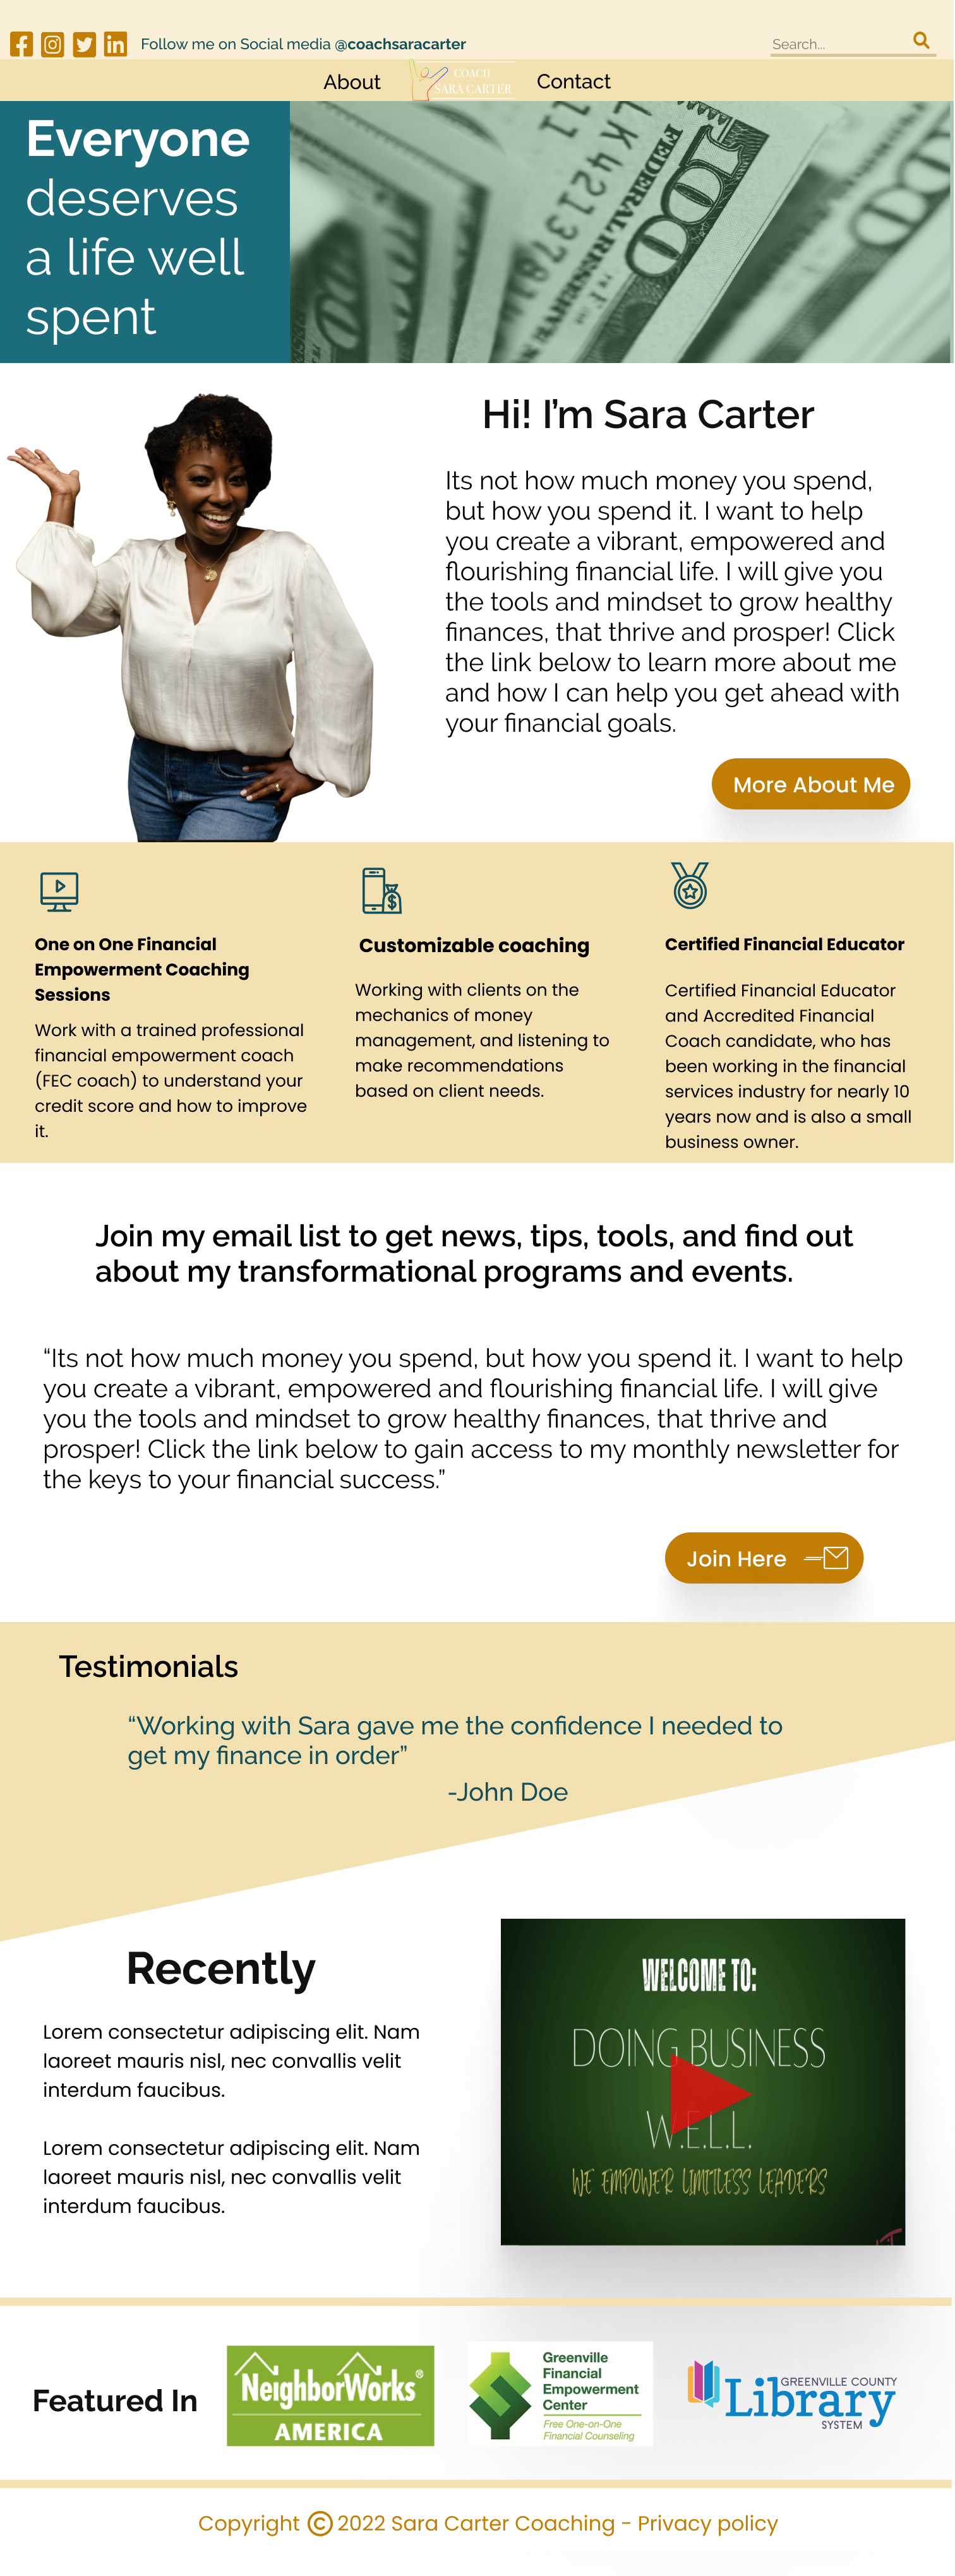 Follow me on Social media @coachsaracarter
Search...
About
COACH
SARA CARTER
Contact
Everyone
deserves
a life well
spent
100
FEDERAL RESERVE
Hi! I'm Sara Carter
Its not how much money you spend,
but how you spend it. I want to help
you create a vibrant, empowered and
flourishing financial life. I will give you
the tools and mindset to grow healthy
finances, that thrive and prosper! Click
the link below to learn more about me
and how I can help you get ahead with
your financial goals.
More About Me
One on One Financial
Empowerment Coaching
Sessions
Work with a trained professional
financial empowerment coach
(FEC coach) to understand your
credit score and how to improve
it.
Customizable coaching
Working with clients on the
mechanics of money
management, and listening to
make recommendations
based on client needs.
Certified Financial Educator
Certified Financial Educator
and Accredited Financial
Coach candidate, who has
been working in the financial
services industry for nearly 10
years now and is also a small
business owner.
Join my email list to get news, tips, tools, and find out
about my transformational programs and events.
“Its not how much money you spend, but how you spend it. I want to help
you create a vibrant, empowered and flourishing financial life. I will give
you the tools and mindset to grow healthy finances, that thrive and
prosper! Click the link below to gain access to my monthly newsletter for
the keys to your financial success.”
Join Here
Testimonials
“Working with Sara gave me the confidence I needed to
get my finance in order”
-John Doe
Recently
Lorem consectetur adipiscing elit. Nam
laoreet mauris nisl, nec convallis velit
interdum faucibus.
Lorem consectetur adipiscing elit. Nam
laoreet mauris nisl, nec convallis velit
interdum faucibus.
WELCOME TO:
DOING BUSINESS
W.E.L.L.
WE EMPOWER LIMITLESS LEADERS
Featured In
NeighborWorks®
AMERICA
Greenville
Financial
Empowerment
Center
Free One-on-One
Financial Counseling
GREENVILLE COUNTY
Library
SYSTEM
Copyright © 2022 Sara Carter Coaching - Privacy policy